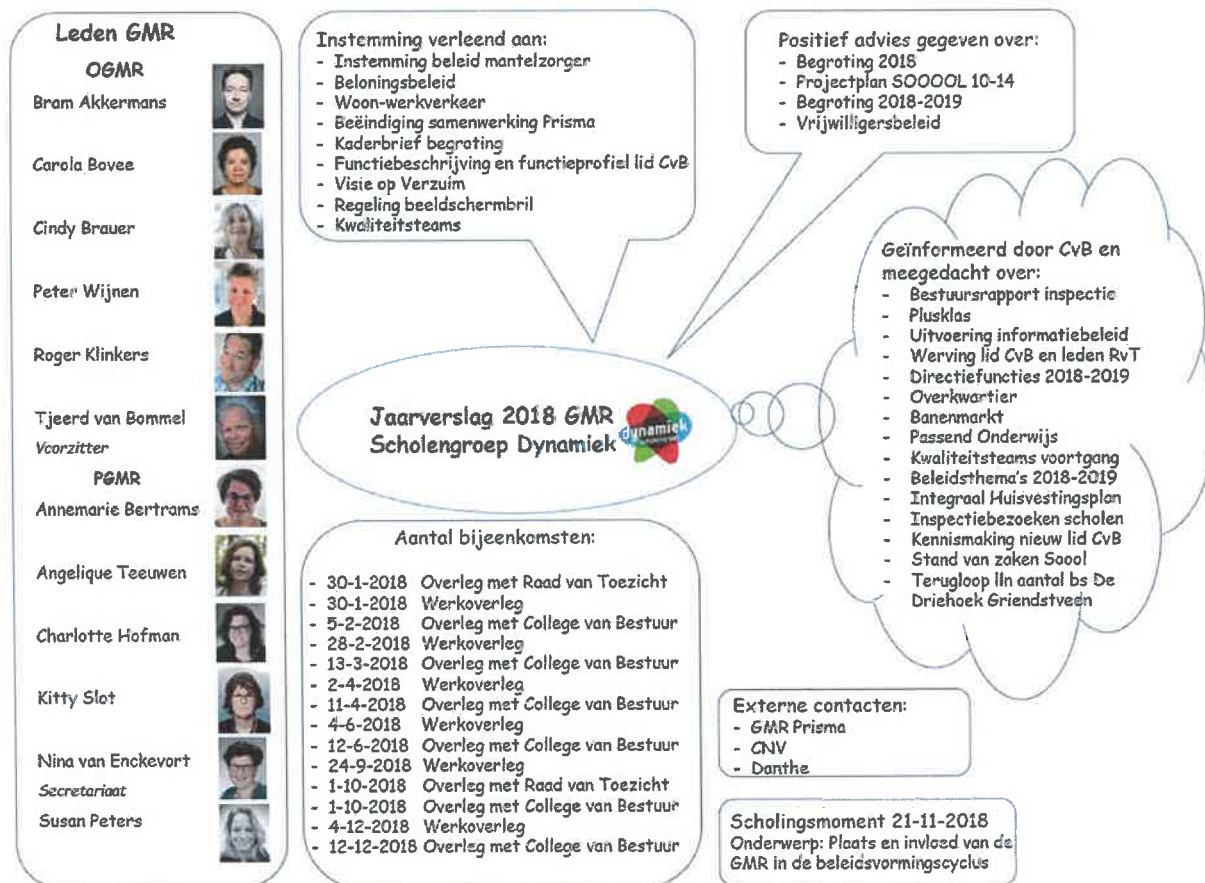 Leden GMR
OGMR
Bram Akkermans
Carola Bovee
Cindy Brauer
Peter Wijnen
Roger Klinkers
Tjeerd van Bommel
Voorzitter
PGMR
Annemarie Bertrams
Angelique Teeuwen
Charlotte Hofman
Kitty Slot
Nina van Enckevort
Secretariaat
Susan Peters
Instemming verleend aan:
- Instemming beleid mantelzorger
- Beloningsbeleid
- Woon-werkverkeer
- Beëindiging samenwerking Prisma
- Kaderbrief begroting
- Functiebeschrijving en functieprofiel lid CvB
- Visie op Verzuim
- Regeling beeldschermbril
- Kwaliteitsteams
Positief advies gegeven over:
- Begroting 2018
- Projectplan SOOOOL 10-14
- Begroting 2018-2019
- Vrijwilligersbeleid
Geïnformeerd door CvB en
meegedacht over:
- Bestuursrapport inspectie
- Plusklas
- Uitvoering informatiebeleid
- Werving lid CvB en leden RvT
- Directiefuncties 2018-2019
- Overkwartier
- Banenmarkt
- Passend Onderwijs
- Kwaliteitsteams voortgang
- Beleidsthema's 2018-2019
- Integraal Huisvestingsplan
- Inspectiebezoeken scholen
- Kennismaking nieuw lid CvB
- Stand van zaken Soool
- Terugloop lln aantal bs De
Driehoek Griendtsveen
Jaarverslag 2018 GMR
Scholengroep Dynamiek
dynamiek
Aantal bijeenkomsten:
- 30-1-2018 Overleg met Raad van Toezicht
- 30-1-2018 Werkoverleg
- 5-2-2018 Overleg met College van Bestuur
- 28-2-2018 Werkoverleg
- 13-3-2018 Overleg met College van Bestuur
- 2-4-2018 Werkoverleg
- 11-4-2018 Overleg met College van Bestuur
- 4-6-2018 Werkoverleg
- 12-6-2018 Overleg met College van Bestuur
- 24-9-2018 Werkoverleg
- 1-10-2018 Overleg met Raad van Toezicht
- 1-10-2018 Overleg met College van Bestuur
- 4-12-2018 Werkoverleg
- 12-12-2018 Overleg met College van Bestuur
Externe contacten:
- GMR Prisma
- CNV
- Danthe
Scholingsmoment 21-11-2018
Onderwerp: Plaats en invloed van de
GMR in de beleidsvormingscyclus